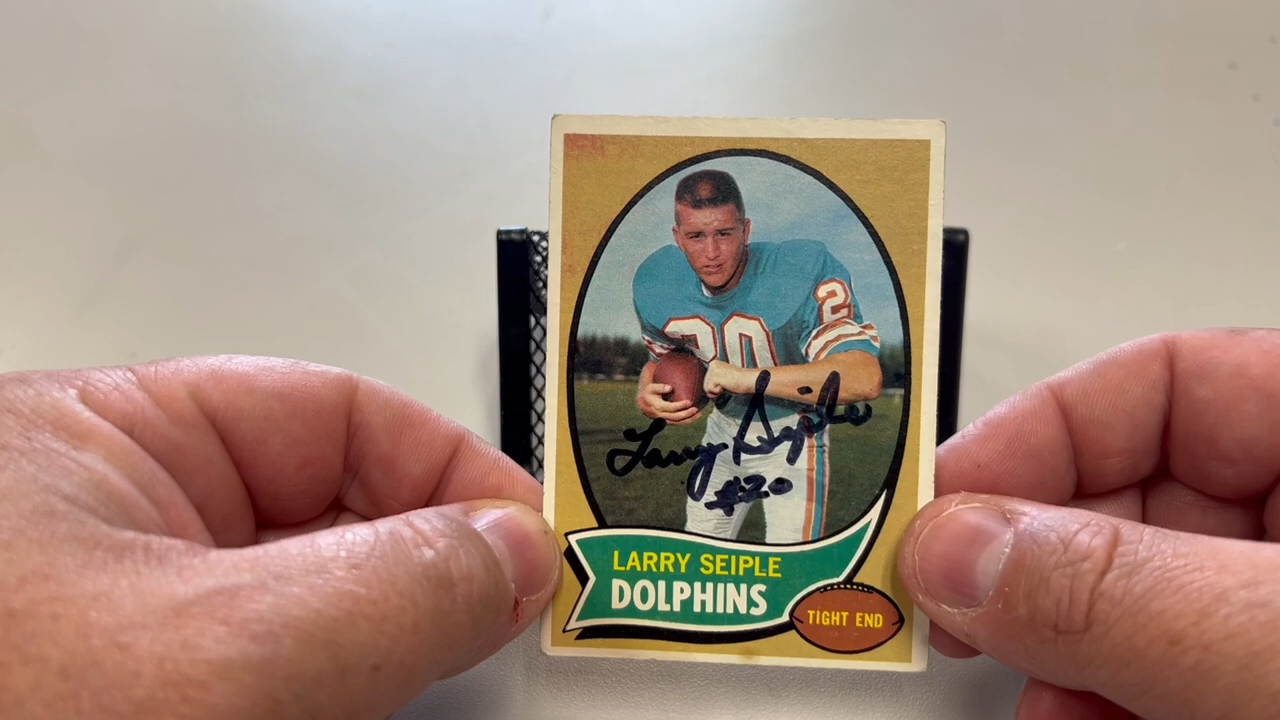 20
2
Larry Seiple
#20
LARRY SEIPLE
DOLPHINS
TIGHT END